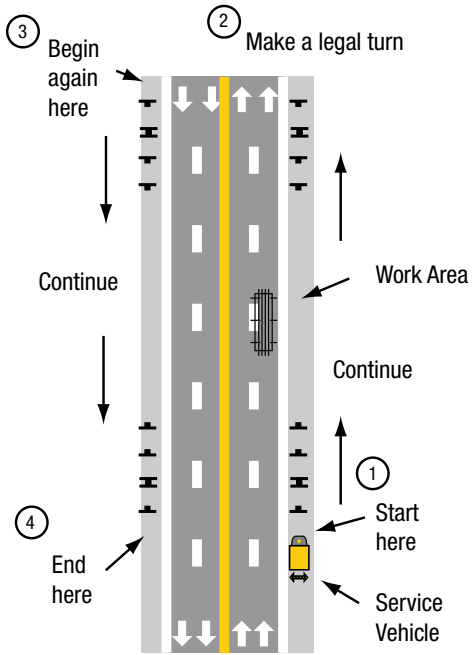 3
Begin
again
here
2
Make a legal turn
Continue
Work Area
Continue
1
Start
here
4
End
here
Service
Vehicle